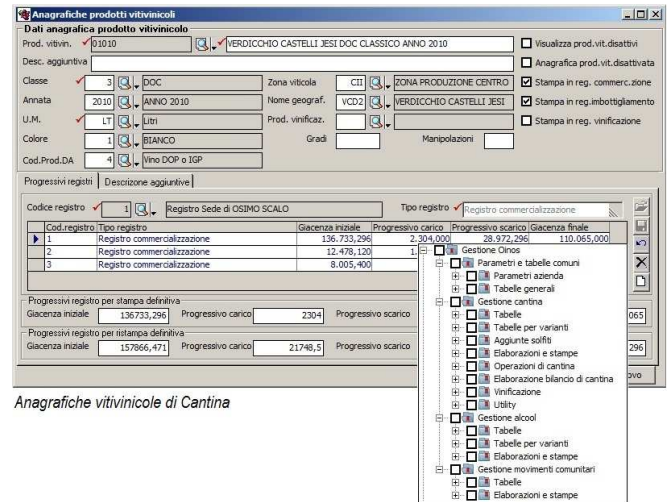 Anagrafiche prodotti vitivinicoli
Dati anagrafica prodotto vitivinicolo
Prod. vitivin. 01010 VERDICCHIO CASTELLI JESI DOC CLASSICO ANNO 2010 Visualizza prod.vit.disattivi
Desc. aggiuntiva Anagrafica prod.vit.disattivata
Classe 3 DOC Zona viticola CII ZONA PRODUZIONE CENTRO Stampa in reg. commerc.zione
Annata 2010 ANNO 2010 Nome geograf. VCD2 VERDICCHIO CASTELLI JESI Stampa in reg.imbottigliamento
U.M. LT Litri Prod. vinificaz. Stampa in reg. vinificazione
Colore 1 BIANCO Gradi Manipolazioni
Cod.Prod.DA 4 Vino DOP o IGP
Progressivi registri Descrizone aggiuntive
Codice registro 1 Registro Sede di OSIMO SCALO Tipo registro Registro commercializzazione
Cod.registro Tipo registro Giacenza iniziale Progressivo carico Progressivo scarico Giacenza finale
1 Registro commercializzazione 136.733,296 2.304,000 28.972,296 110.065,000
2 Registro commercializzazione 12.478,120 1.
3 Registro commercializzazione 8.005,400
Progressivi registro per stampa definitiva
Giacenza iniziale 136733,296 Progressivo carico 2304 Progressivo scarico 065
Progressivi registro per ristampa definitiva
Giacenza iniziale 157866,471 Progressivo carico 21748,5 Progressivo scarico 296
ovo
Gestione Oinos
Parametri e tabelle comuni
Parametri azienda
Tabelle generali
Gestione cantina
Tabelle
Tabelle per varianti
Aggiunte solfiti
Elaborazioni e stampe
Operazioni di cantina
Elaborazione bilancio di cantina
Vinificazione
Utility
Gestione alcool
Tabelle
Tabelle per varianti
Elaborazioni e stampe
Gestione movimenti comunitari
Tabelle
Elaborazioni e stampe
Anagrafiche vitivinicole di Cantina